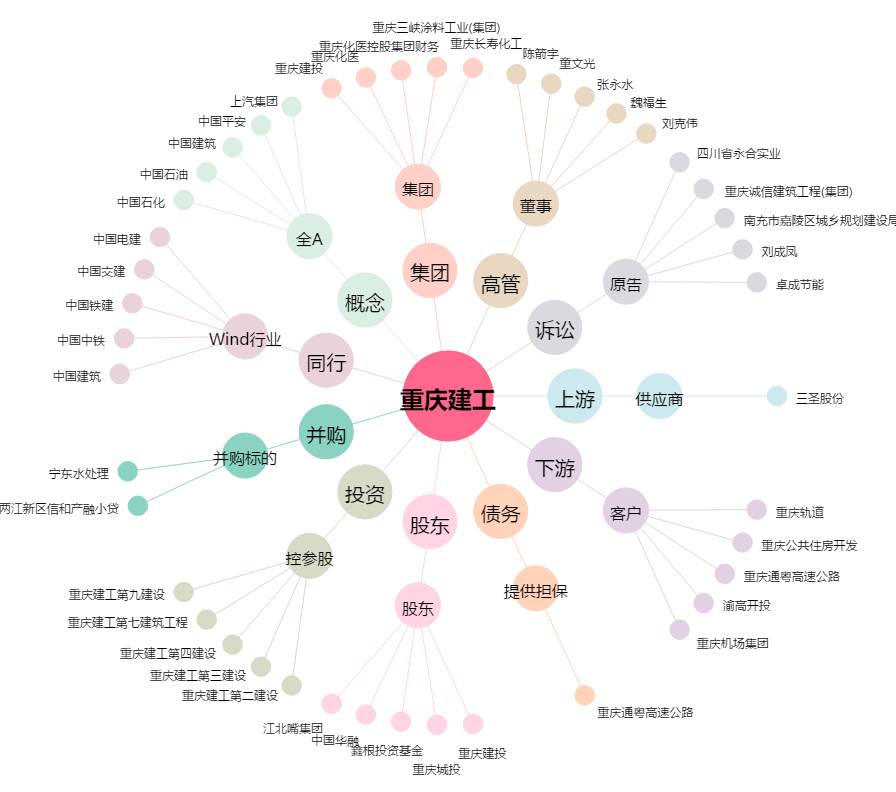 重庆三峡涂料工业(集团)
重庆化医控股集团财务
重庆长寿化工
重庆化医
重庆建投
集团
集团
陈箭宇
童文光
张永水
魏福生
刘克伟
董事
高管
四川省永合实业
重庆诚信建筑工程(集团)
南充市嘉陵区城乡规划建设局
刘成凤
卓成节能
原告
诉讼
上汽集团
中国平安
中国建筑
中国石油
中国石化
全A
概念
中国电建
中国交建
中国铁建
中国中铁
中国建筑
Wind行业
同行
重庆建工
上游
供应商
三圣股份
并购
并购标的
宁东水处理
两江新区信和产融小贷
下游
客户
重庆轨道
重庆公共住房开发
重庆通粤高速公路
渝高开投
重庆机场集团
投资
控参股
重庆建工第九建设
重庆建工第七建筑工程
重庆建工第四建设
重庆建工第三建设
重庆建工第二建设
股东
股东
江北嘴集团
中国华融
鑫根投资基金
重庆城投
重庆建投
债务
提供担保
重庆通粤高速公路